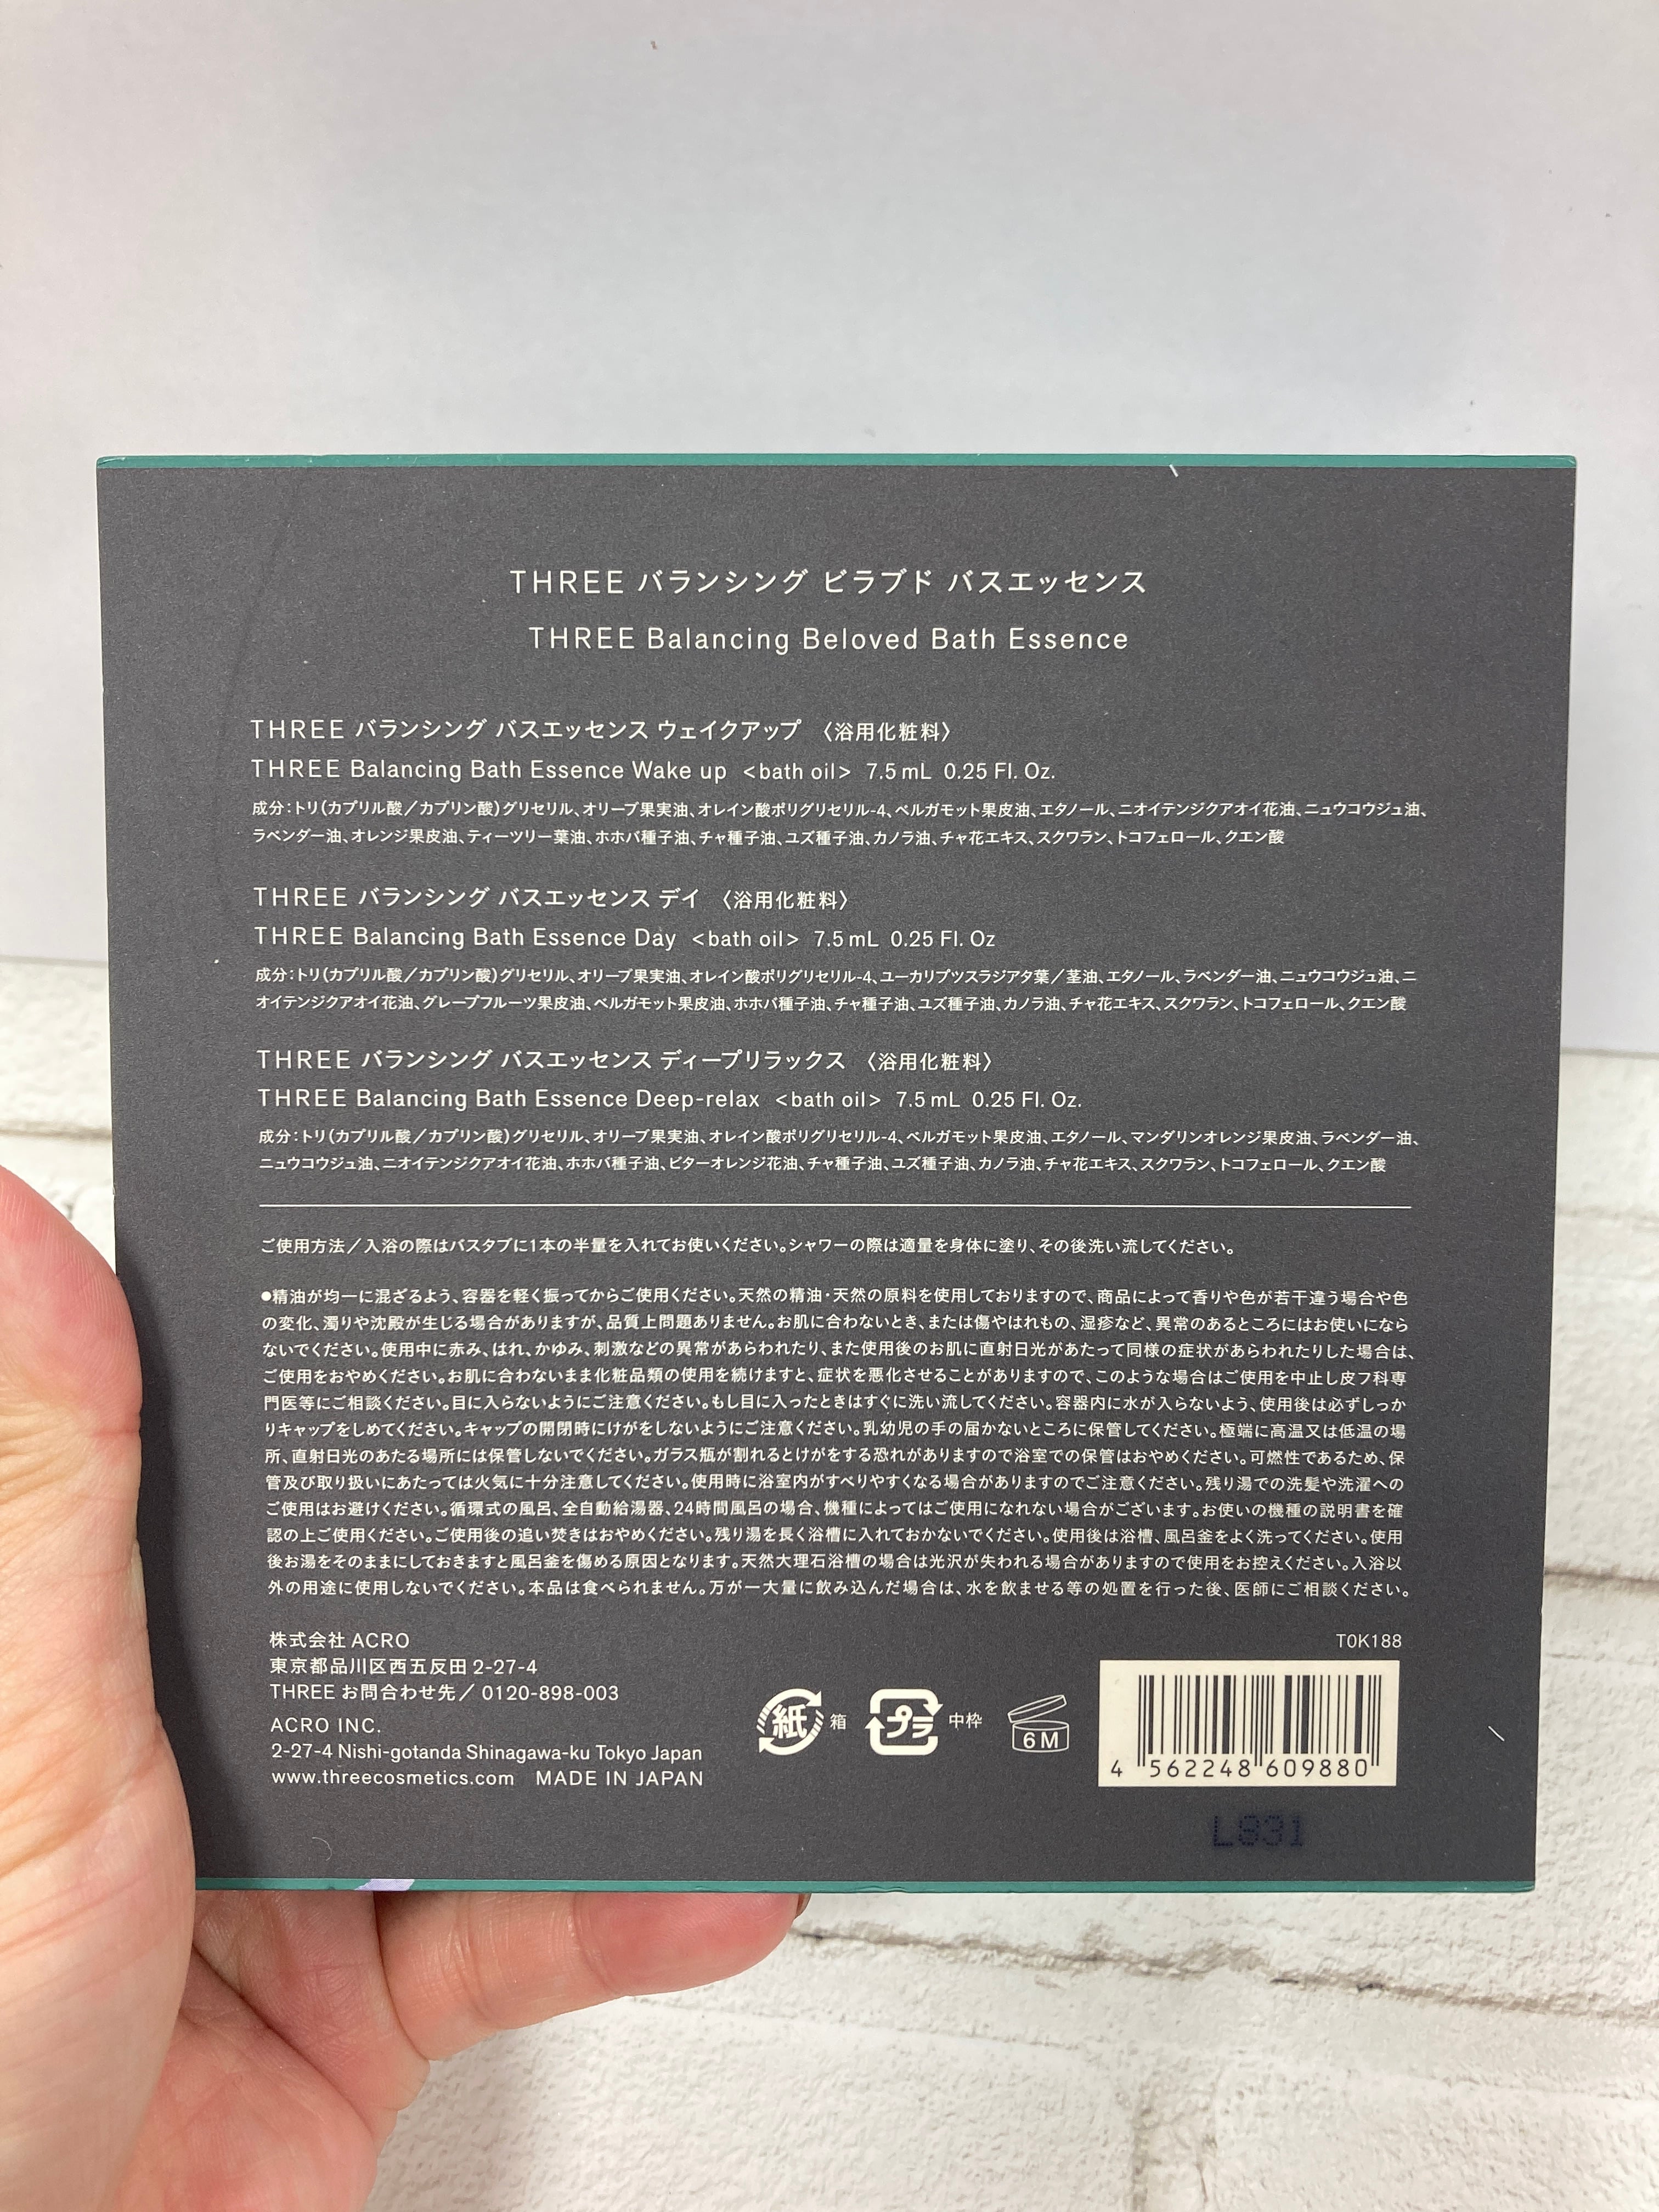 THREE バランシング ビラブド バスエッセンス
THREE Balancing Beloved Bath Essence
THREE バランシング バスエッセンス ウェイクアップ 〈浴用化粧料〉
THREE Balancing Bath Essence Wake up <bath oil> 7.5 mL 0.25 Fl. Oz.
成分:トリ(カプリル酸/カプリン酸)グリセリル、オリーブ果実油、オレイン酸ポリグリセリル-4、ベルガモット果皮油、エタノール、ニオイテンジクアオイ花油、ニュウコウジュ油、
ラベンダー油、オレンジ果皮油、ティーツリー葉油、ホホバ種子油、チャ種子油、ユズ種子油、カノラ油、チャ花エキス、スクワラン、トコフェロール、クエン酸
THREE バランシング バスエッセンス デイ 〈浴用化粧料〉
THREE Balancing Bath Essence Day <bath oil> 7.5 mL 0.25 Fl. Oz
成分:トリ(カプリル酸/カプリン酸)グリセリル、オリーブ果実油、オレイン酸ポリグリセリル-4、ユーカリプツスラジアタ葉/茎油、エタノール、ラベンダー油、ニュウコウジュ油、ニ
オイテンジクアオイ花油、グレープフルーツ果皮油、ベルガモット果皮油、ホホバ種子油、チャ種子油、ユズ種子油、カノラ油、チャ花エキス、スクワラン、トコフェロール、クエン酸
THREE バランシング バスエッセンス ディープリラックス 〈浴用化粧料〉
THREE Balancing Bath Essence Deep-relax <bath oil> 7.5 mL 0.25 Fl. Oz.
成分:トリ(カプリル酸/カプリン酸)グリセリル、オリーブ果実油、オレイン酸ポリグリセリル-4、ベルガモット果皮油、エタノール、マンダリンオレンジ果皮油、ラベンダー油、
ニュウコウジュ油、ニオイテンジクアオイ花油、ホホバ種子油、ビターオレンジ花油、チャ種子油、ユズ種子油、カノラ油、チャ花エキス、スクワラン、トコフェロール、クエン酸
ご使用方法/入浴の際はバスタブに1本の半量を入れてお使いください。シャワーの際は適量を身体に塗り、その後洗い流してください。
●精油が均一に混ざるよう、容器を軽く振ってからご使用ください。天然の精油・天然の原料を使用しておりますので、商品によって香りや色が若干違う場合や色
の変化、濁りや沈殿が生じる場合がありますが、品質上問題ありません。お肌に合わないとき、または傷やはれもの、湿疹など、異常のあるところにはお使いになら
ないでください。使用中に赤み、はれ、かゆみ、刺激などの異常があらわれたり、また使用後のお肌に直射日光があたって同様の症状があらわれたりした場合は、
ご使用をおやめください。お肌に合わないまま化粧品類の使用を続けますと、症状を悪化させることがありますので、このような場合はご使用を中止し皮フ科専
門医等にご相談ください。目に入らないようにご注意ください。もし目に入ったときはすぐに洗い流してください。容器内に水が入らないよう、使用後は必ずしっか
りキャップをしめてください。キャップの開閉時にけがをしないようにご注意ください。乳幼児の手の届かないところに保管してください。極端に高温又は低温の場
所、直射日光のあたる場所には保管しないでください。ガラス瓶が割れるとけがをする恐れがありますので浴室での保管はおやめください。可燃性であるため、保
管及び取り扱いにあたっては火気に十分注意してください。使用時に浴室内がすべりやすくなる場合がありますのでご注意ください。残り湯での洗髪や洗濯への
ご使用はお避けください。循環式の風呂、全自動給湯器、24時間風呂の場合、機種によってはご使用になれない場合がございます。お使いの機種の説明書を確
認の上ご使用ください。ご使用後の追い焚きはおやめください。残り湯を長く浴槽に入れておかないでください。使用後は浴槽、風呂釜をよく洗ってください。使用
後お湯をそのままにしておきますと風呂釜を傷める原因となります。天然大理石浴槽の場合は光沢が失われる場合がありますので使用をお控えください。入浴以
外の用途に使用しないでください。本品は食べられません。万が一大量に飲み込んだ場合は、水を飲ませる等の処置を行った後、医師にご相談ください。
株式会社 ACRO
東京都品川区西五反田 2-27-4
THREE お問合わせ先/ 0120-898-003
ACRO INC.
2-27-4 Nishi-gotanda Shinagawa-ku Tokyo Japan
www.threecosmetics.com MADE IN JAPAN
紙 箱 プラ 中枠 6M
T0K188
4 562248 609880
L831